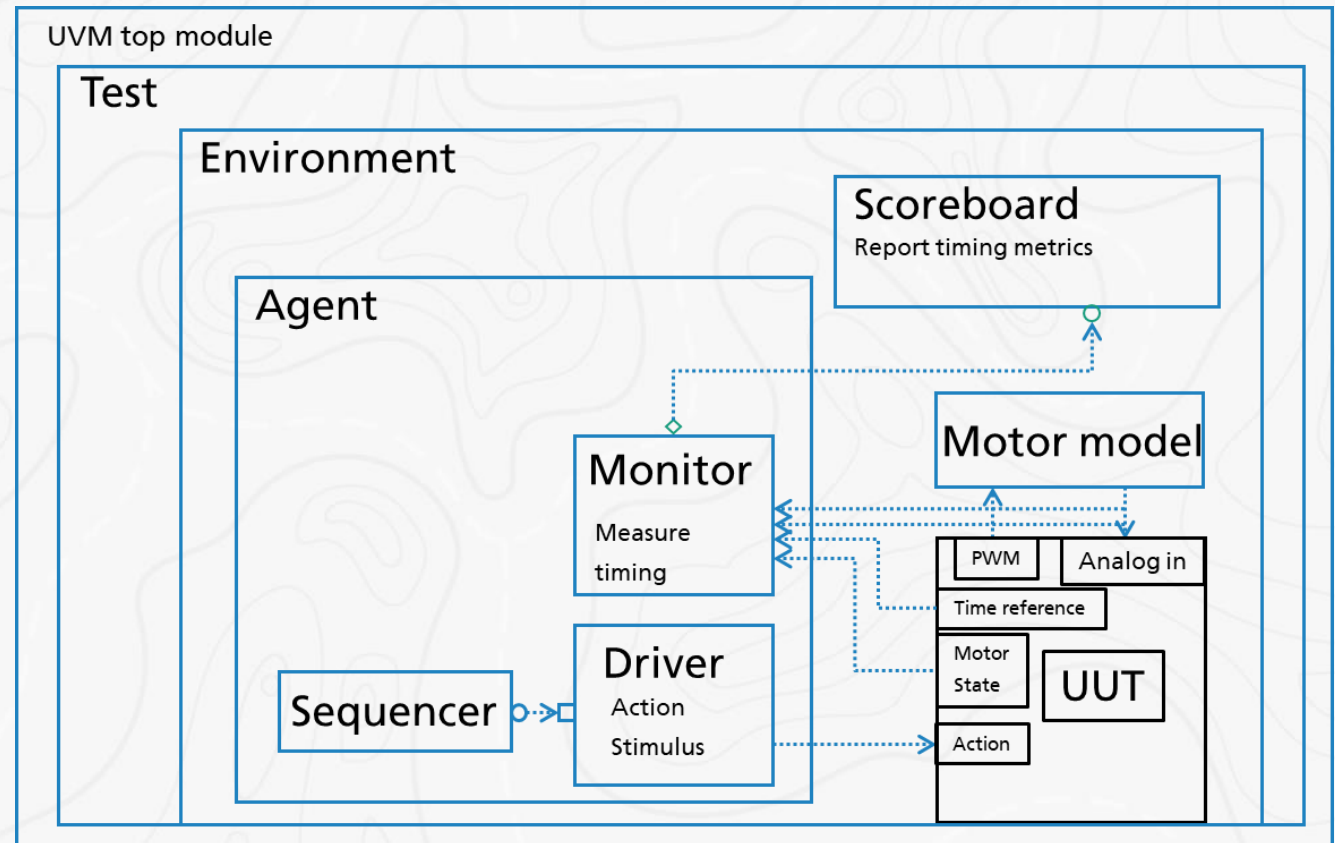 UVM top module
Test
Environment
Scoreboard
Report timing metrics
Agent
Motor model
Monitor
Measure
timing
PWM
Analog in
Time reference
Motor
State
UUT
Driver
Action
Stimulus
Sequencer
Action